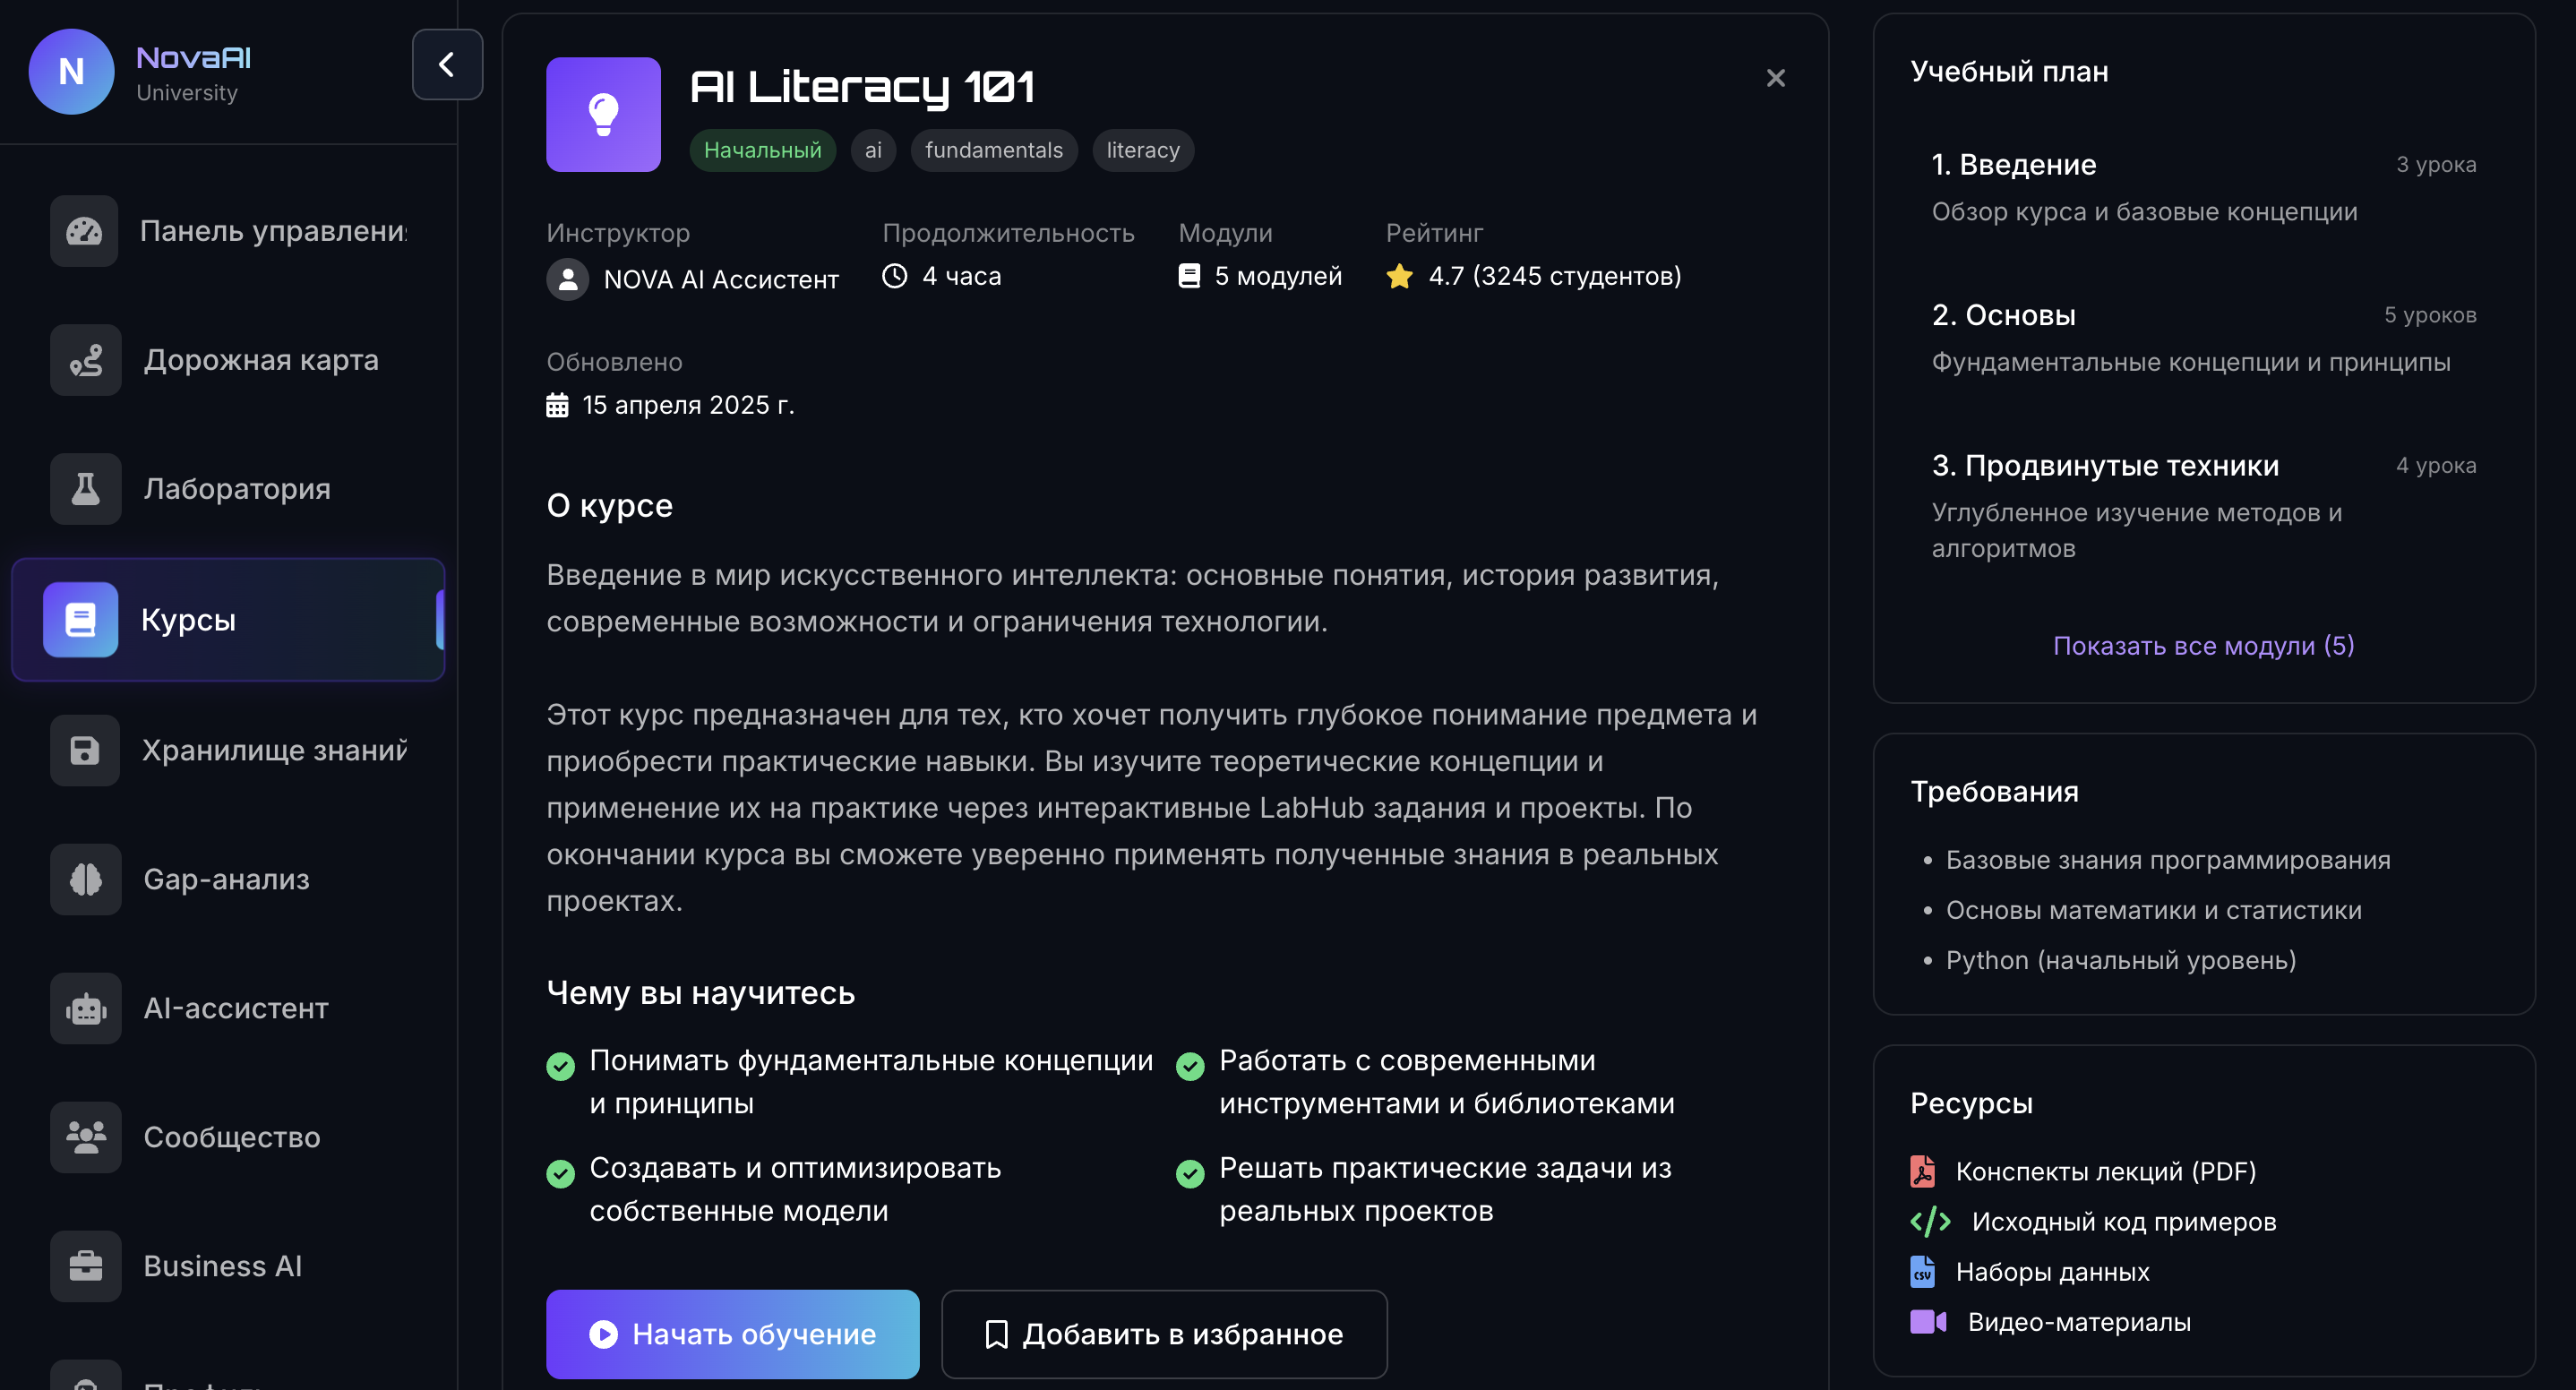 N
NovaAI
University
Панель управления
Дорожная карта
Лаборатория
Курсы
Хранилище знаний
Gap-анализ
AI-ассистент
Сообщество
Business AI
AI Literacy 101
Начальный
ai
fundamentals
literacy
Инструктор
NOVA AI Ассистент
Продолжительность
4 часа
Модули
5 модулей
Рейтинг
4.7 (3245 студентов)
Обновлено
15 апреля 2025 г.
О курсе
Введение в мир искусственного интеллекта: основные понятия, история развития,
современные возможности и ограничения технологии.
Этот курс предназначен для тех, кто хочет получить глубокое понимание предмета и
приобрести практические навыки. Вы изучите теоретические концепции и
применение их на практике через интерактивные LabHub задания и проекты. По
окончании курса вы сможете уверенно применять полученные знания в реальных
проектах.
Чему вы научитесь
Понимать фундаментальные концепции
и принципы
Работать с современными
инструментами и библиотеками
Создавать и оптимизировать
собственные модели
Решать практические задачи из
реальных проектов
Начать обучение
Добавить в избранное
Учебный план
1. Введение
3 урока
Обзор курса и базовые концепции
2. Основы
5 уроков
Фундаментальные концепции и принципы
3. Продвинутые техники
4 урока
Углубленное изучение методов и
алгоритмов
Показать все модули (5)
Требования
• Базовые знания программирования
• Основы математики и статистики
• Python (начальный уровень)
Ресурсы
Конспекты лекций (PDF)
</> Исходный код примеров
CSV Наборы данных
Видео-материалы